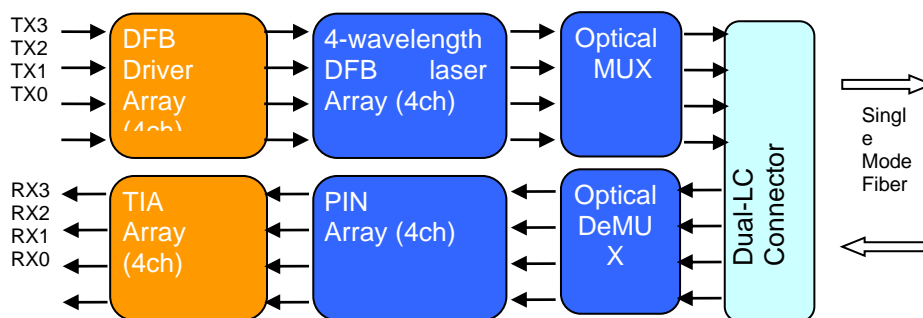 TX3
TX2
TX1
TX0
DFB
Driver
Array
(4ch)
4-wavelength
DFB laser
Array (4ch)
Optical
MUX
Dual-LC
Connector
Singl
e
Mode
Fiber
RX3
RX2
RX1
RX0
TIA
Array
(4ch)
PIN
Array (4ch)
Optical
DeMU
X